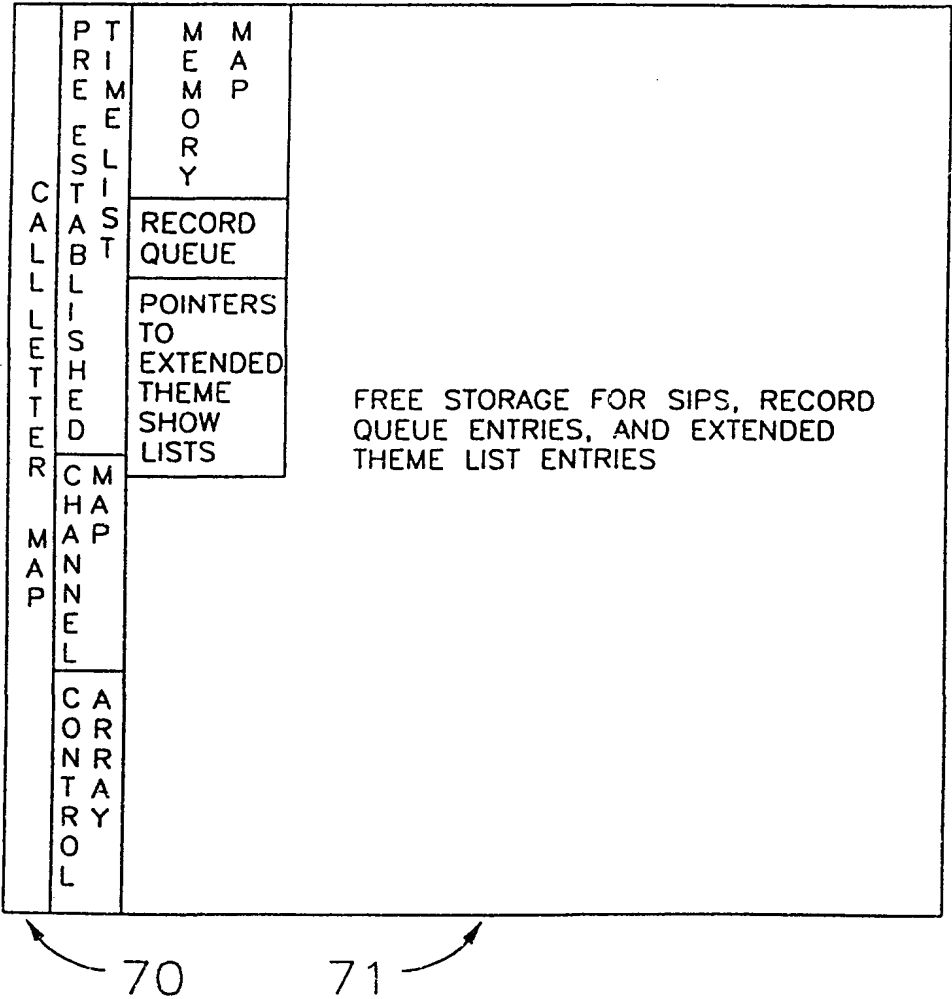 CALL LETTER MAP
PRE ESTABLISHED
TIME LIST
CHANNEL
MAP
CONTROL
ARRAY
MEMORY
MAP
RECORD
QUEUE
POINTERS
TO
EXTENDED
THEME
SHOW
LISTS
FREE STORAGE FOR SIPS, RECORD
QUEUE ENTRIES, AND EXTENDED
THEME LIST ENTRIES
70
71